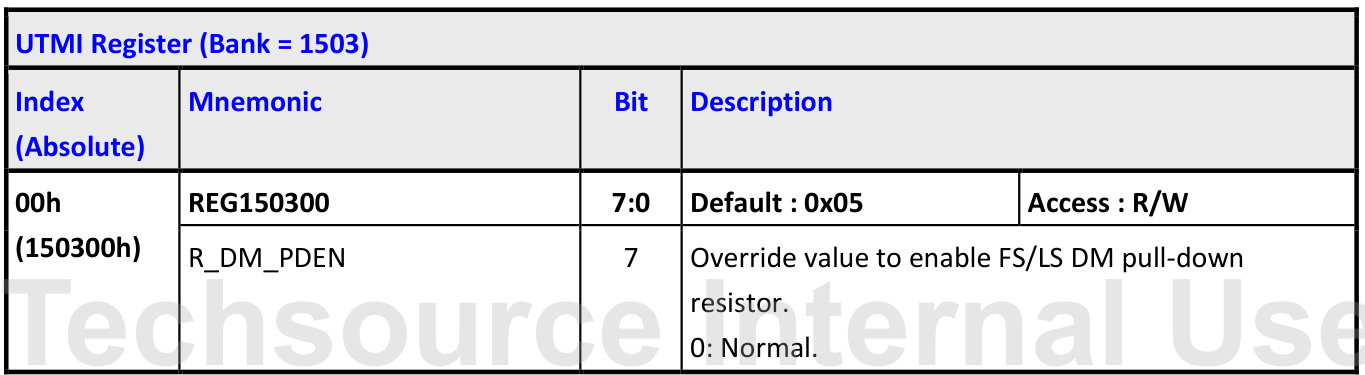 UTMI Register (Bank = 1503)
Index (Absolute) Mnemonic Bit Description
00h (150300h) REG150300 7:0 Default : 0x05 Access : R/W
R_DM_PDEN 7 Override value to enable FS/LS DM pull-down
resistor.
0: Normal.
Techsource Internal Use